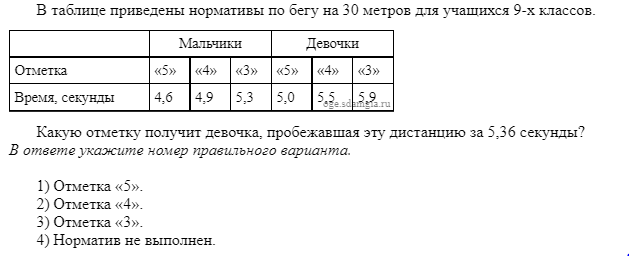 В таблице приведены нормативы по бегу на 30 метров для учащихся 9-х классов.
Мальчики Девочки
Отметка «5» «4» «3» «5» «4» «3»
Время, секунды 4,6 4,9 5,3 5,0 5,5 5,9
oge.sdamgia.ru
Какую отметку получит девочка, пробежавшая эту дистанцию за 5,36 секунды?
В ответе укажите номер правильного варианта.
1) Отметка «5».
2) Отметка «4».
3) Отметка «3».
4) Норматив не выполнен.